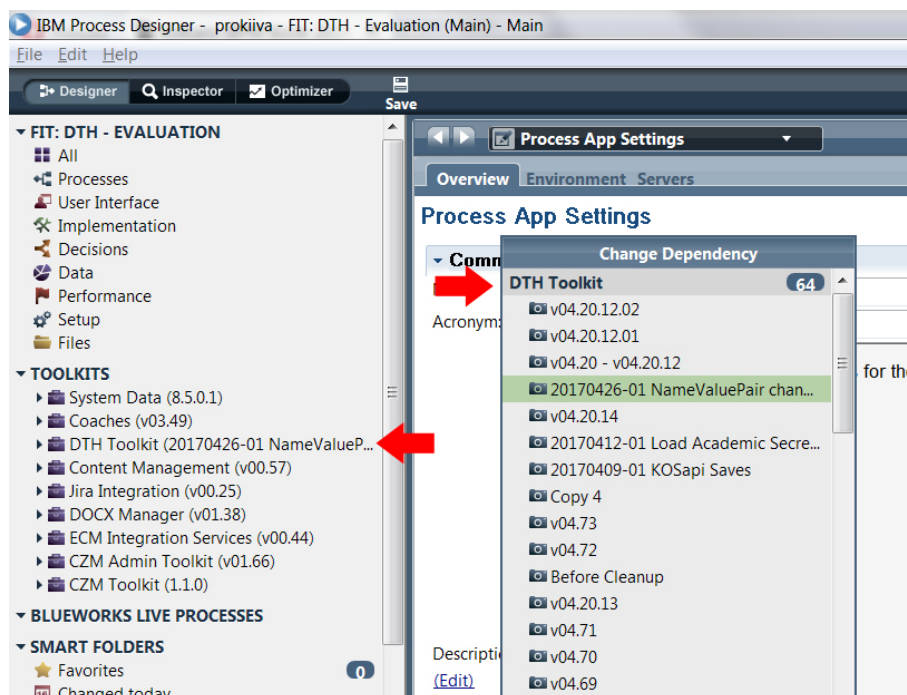 IBM Process Designer - prokiiva - FIT: DTH - Evaluation (Main) - Main
File Edit Help
Designer Inspector Optimizer
Save
FIT: DTH - EVALUATION
All
Processes
User Interface
Implementation
Decisions
Data
Performance
Setup
Files
TOOLKITS
System Data (8.5.0.1)
Coaches (v03.49)
DTH Toolkit (20170426-01 NameValueP...
Content Management (v00.57)
Jira Integration (v00.25)
DOCX Manager (v01.38)
ECM Integration Services (v00.44)
CZM Admin Toolkit (v01.66)
CZM Toolkit (1.1.0)
BLUEWORKS LIVE PROCESSES
SMART FOLDERS
Favorites 0
Changed today
Process App Settings
Overview Environment Servers
Process App Settings
Comm
Acronym:
for th
Descripti
(Edit)
Change Dependency
DTH Toolkit 64
v04.20.12.02
v04.20.12.01
v04.20 - v04.20.12
20170426-01 NameValuePair chan...
v04.20.14
20170412-01 Load Academic Secre...
20170409-01 KOSapi Saves
Copy 4
v04.73
v04.72
Before Cleanup
v04.20.13
v04.71
v04.70
v04.69